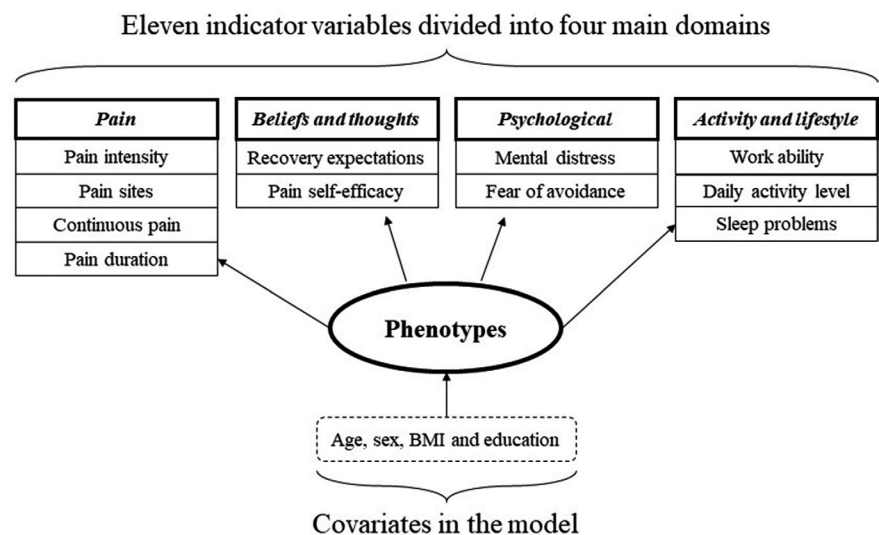 Eleven indicator variables divided into four main domains
Pain
Pain intensity
Pain sites
Continuous pain
Pain duration
Beliefs and thoughts
Recovery expectations
Pain self-efficacy
Psychological
Mental distress
Fear of avoidance
Activity and lifestyle
Work ability
Daily activity level
Sleep problems
Phenotypes
Age, sex, BMI and education
Covariates in the model